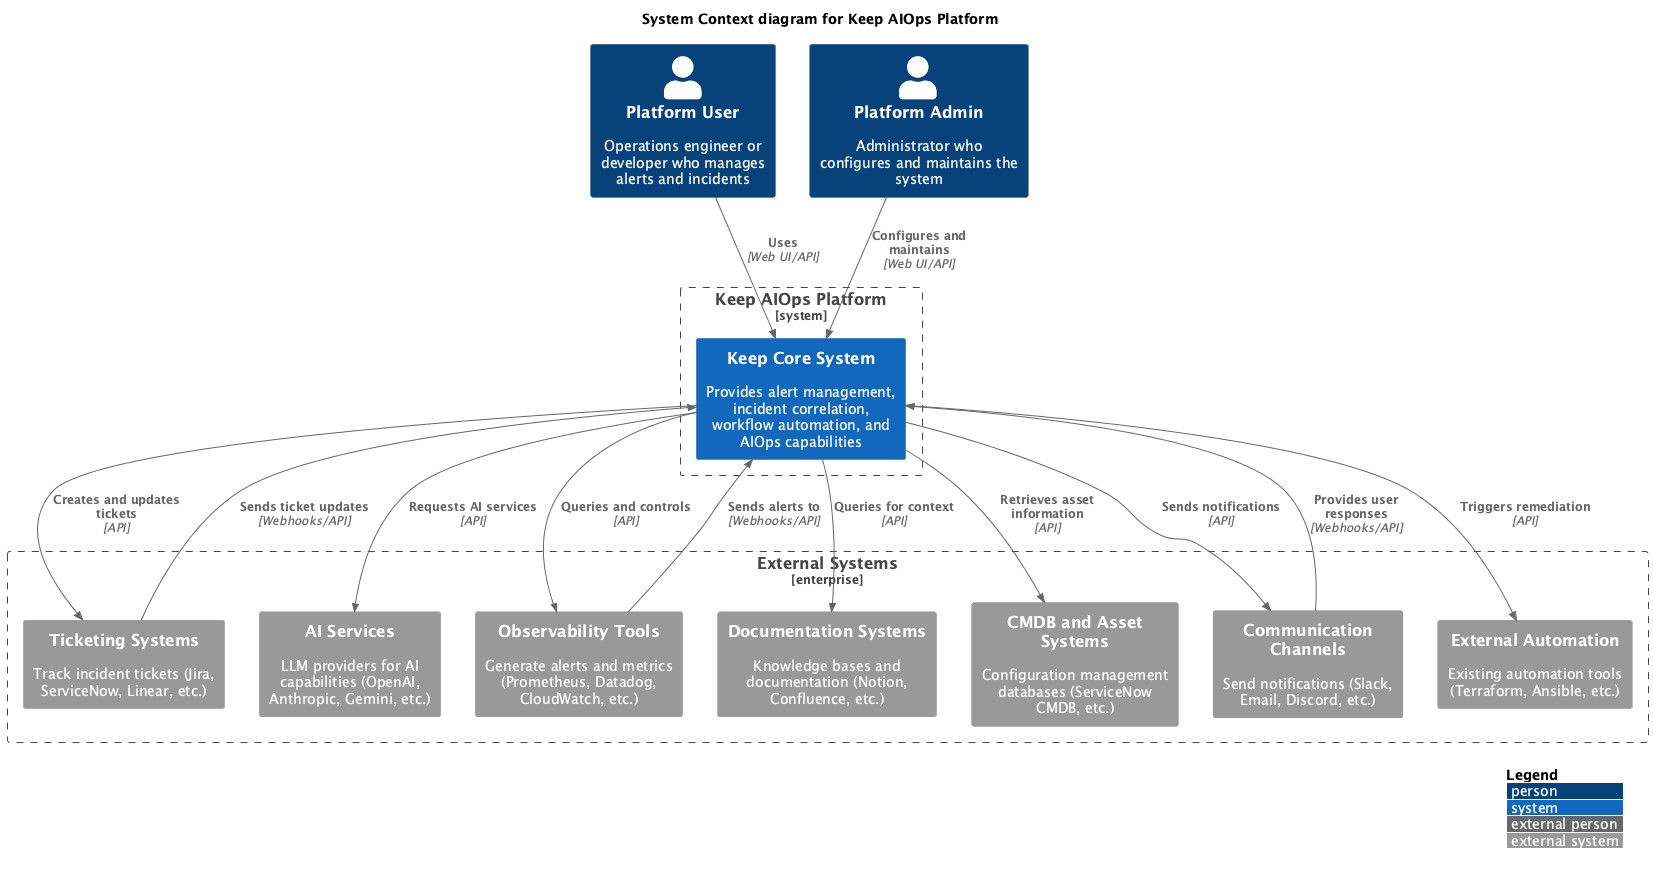 System Context diagram for Keep AIOps Platform
Platform User
Operations engineer or
developer who manages
alerts and incidents
Platform Admin
Administrator who
configures and maintains the
system
Uses
[Web UI/API]
Configures and
maintains
[Web UI/API]
Keep AIOps Platform
[system]
Keep Core System
Provides alert management,
incident correlation,
workflow automation, and
AIOps capabilities
Creates and updates
tickets
[API]
Sends ticket updates
[Webhooks/API]
Requests AI services
[API]
Queries and controls
[API]
Sends alerts to
[Webhooks/API]
Queries for context
[API]
Retrieves asset
information
[API]
Sends notifications
[API]
Provides user
responses
[Webhooks/API]
Triggers remediation
[API]
External Systems
[enterprise]
Ticketing Systems
Track incident tickets (Jira,
ServiceNow, Linear, etc.)
AI Services
LLM providers for AI
capabilities (OpenAI,
Anthropic, Gemini, etc.)
Observability Tools
Generate alerts and metrics
(Prometheus, Datadog,
CloudWatch, etc.)
Documentation Systems
Knowledge bases and
documentation (Notion,
Confluence, etc.)
CMDB and Asset
Systems
Configuration management
databases (ServiceNow
CMDB, etc.)
Communication
Channels
Send notifications (Slack,
Email, Discord, etc.)
External Automation
Existing automation tools
(Terraform, Ansible, etc.)
Legend
person
system
external person
external system